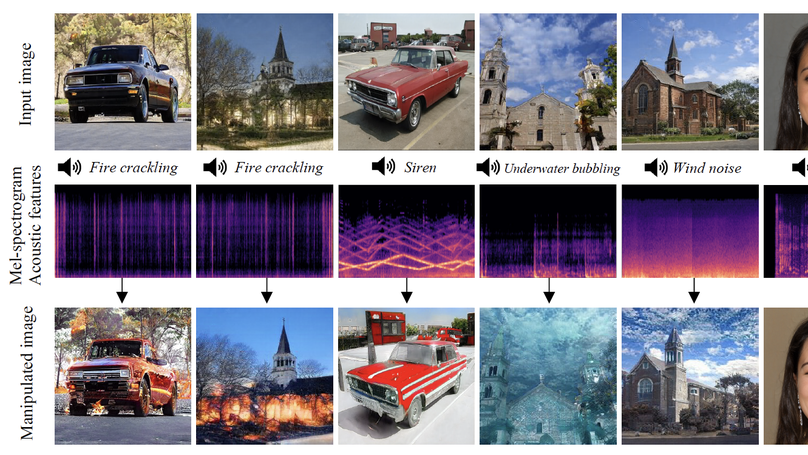 Input image
Fire crackling
Fire crackling
Siren
Underwater bubbling
Wind noise
Mel-spectrogram
Acoustic features
Manipulated image